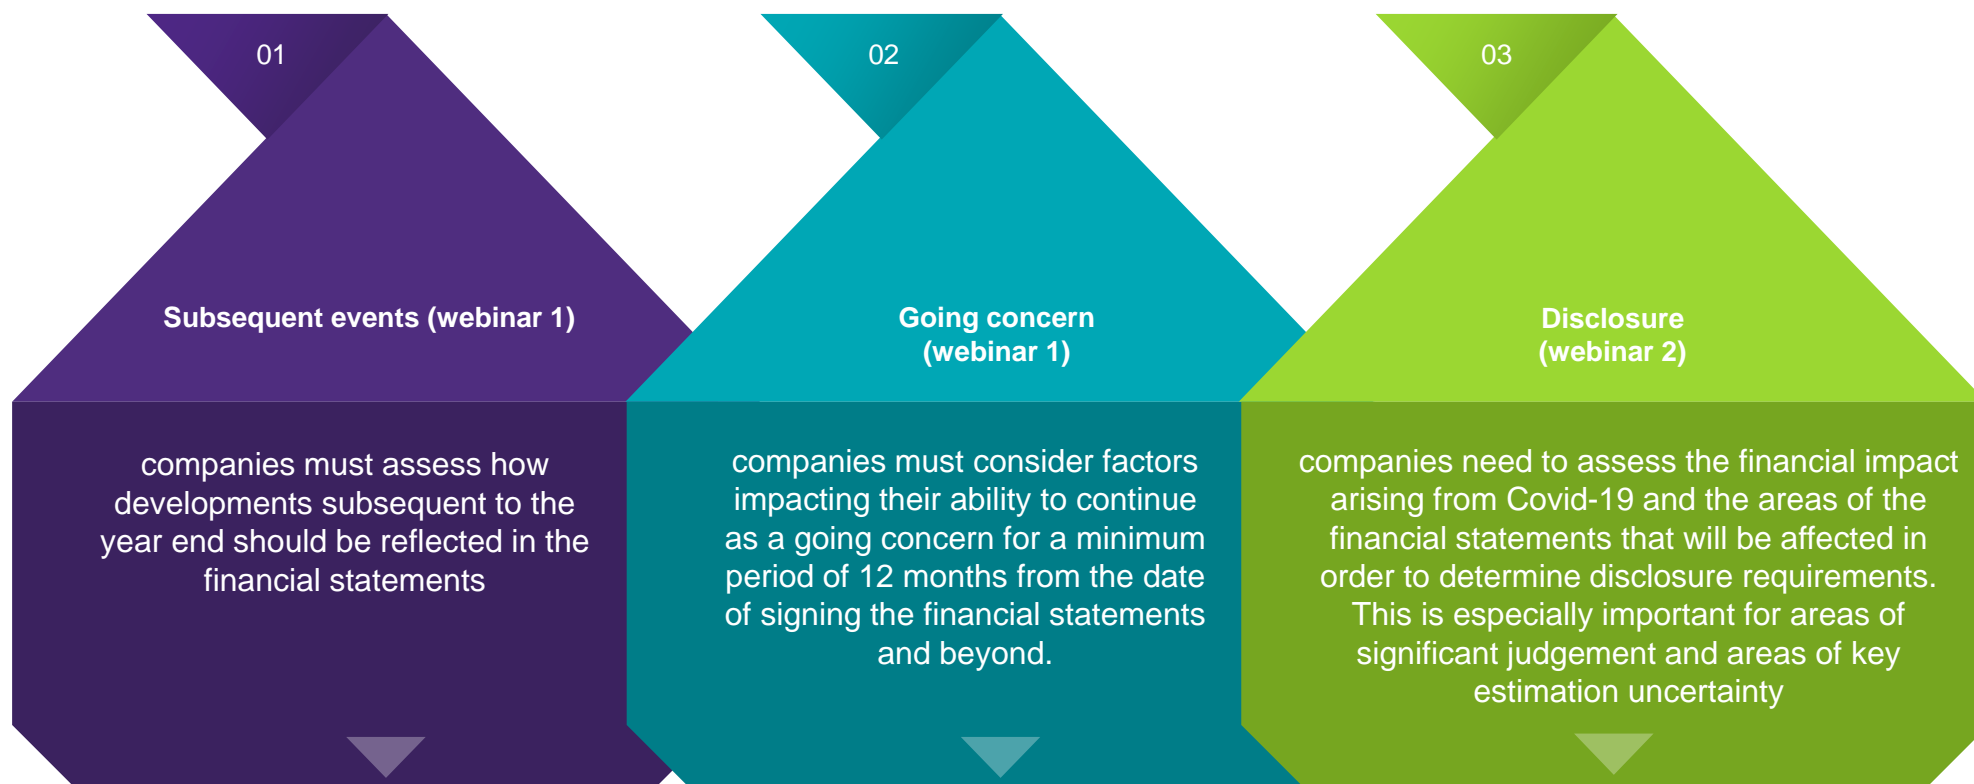 01
Subsequent events (webinar 1)
companies must assess how
developments subsequent to the
year end should be reflected in the
financial statements
02
Going concern
(webinar 1)
companies must consider factors
impacting their ability to continue
as a going concern for a minimum
period of 12 months from the date
of signing the financial statements
and beyond.
03
Disclosure
(webinar 2)
companies need to assess the financial impact
arising from Covid-19 and the areas of the
financial statements that will be affected in
order to determine disclosure requirements.
This is especially important for areas of
significant judgement and areas of key
estimation uncertainty